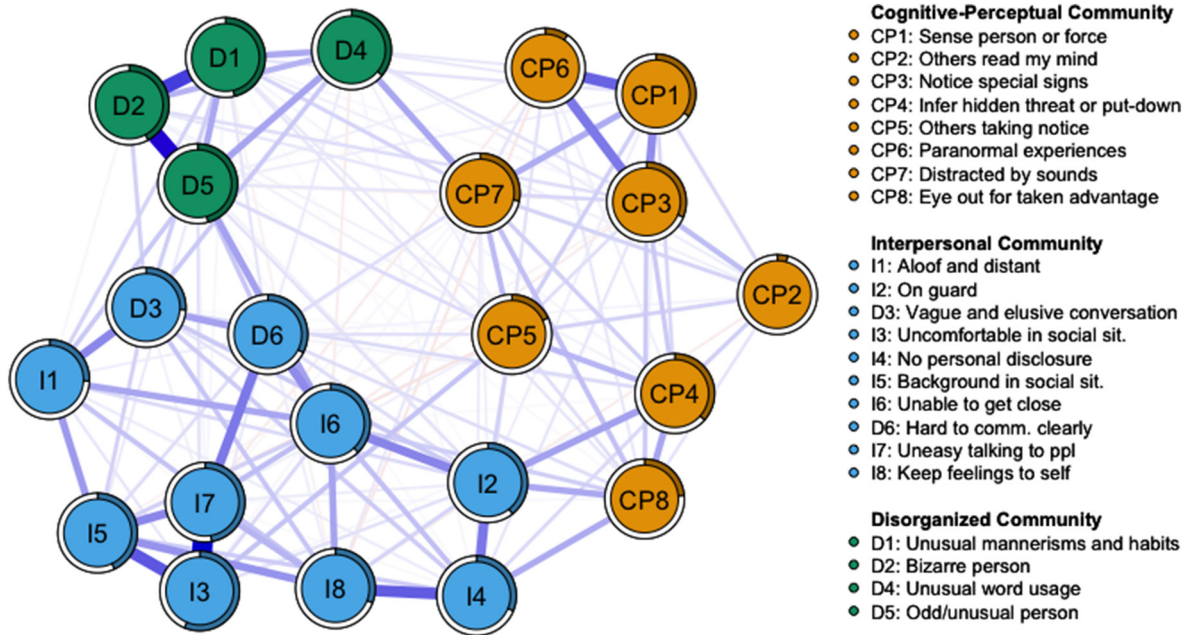 D1
D4
D2
D5
CP6
CP1
CP7
CP3
CP2
D3
D6
CP5
I1
I6
CP4
I2
CP8
I7
I5
I3
I8
I4
Cognitive-Perceptual Community
CP1: Sense person or force
CP2: Others read my mind
CP3: Notice special signs
CP4: Infer hidden threat or put-down
CP5: Others taking notice
CP6: Paranormal experiences
CP7: Distracted by sounds
CP8: Eye out for taken advantage
Interpersonal Community
I1: Aloof and distant
I2: On guard
D3: Vague and elusive conversation
I3: Uncomfortable in social sit.
I4: No personal disclosure
I5: Background in social sit.
I6: Unable to get close
D6: Hard to comm. clearly
I7: Uneasy talking to ppl
I8: Keep feelings to self
Disorganized Community
D1: Unusual mannerisms and habits
D2: Bizarre person
D4: Unusual word usage
D5: Odd/unusual person